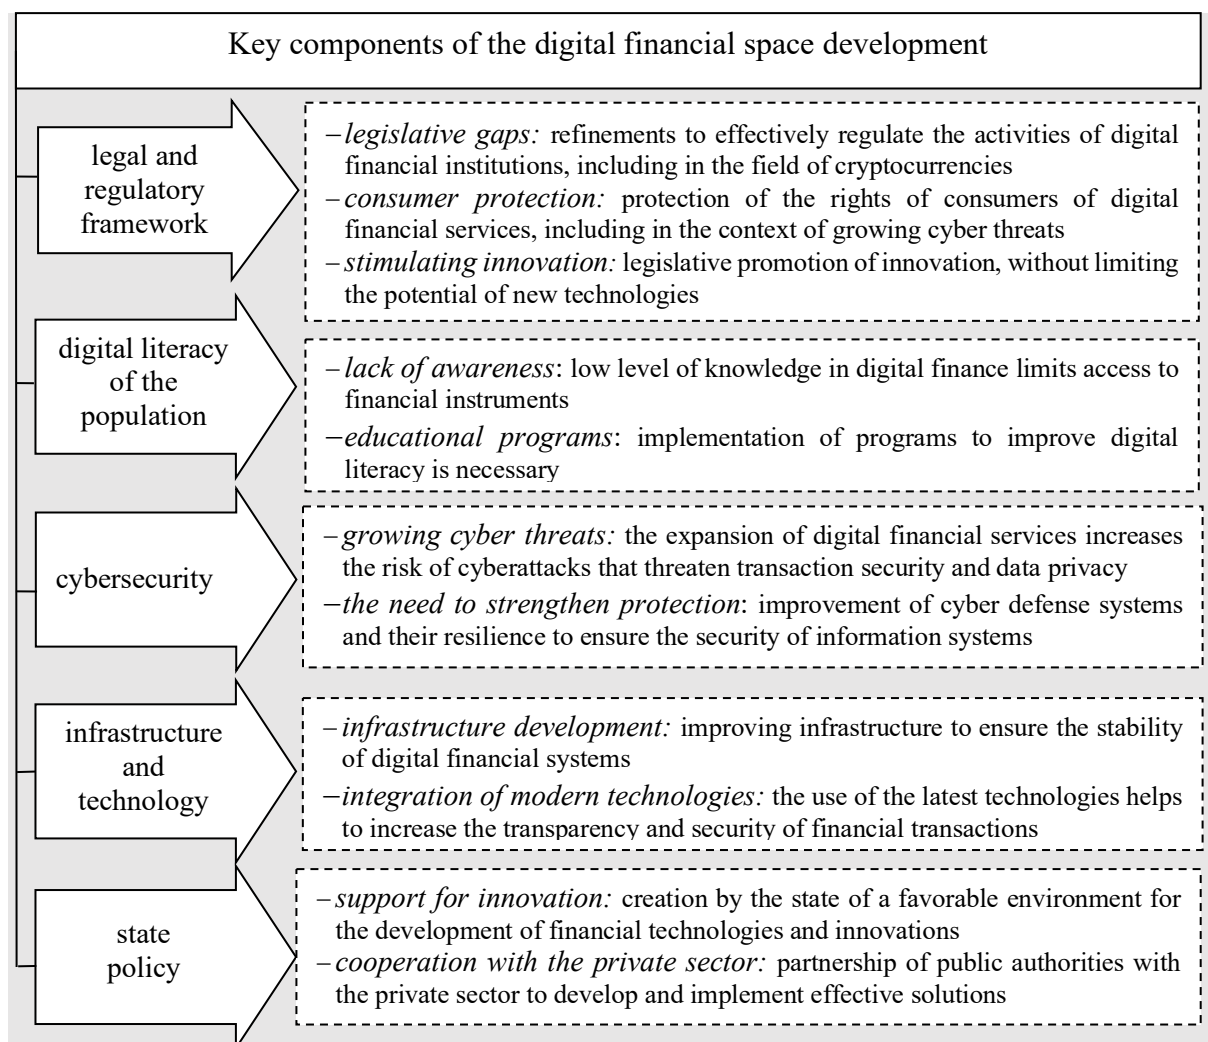 Key components of the digital financial space development
legal and
regulatory
framework
–legislative gaps: refinements to effectively regulate the activities of digital
financial institutions, including in the field of cryptocurrencies
–consumer protection: protection of the rights of consumers of digital
financial services, including in the context of growing cyber threats
–stimulating innovation: legislative promotion of innovation, without limiting
the potential of new technologies
digital literacy
of the
population
–lack of awareness: low level of knowledge in digital finance limits access to
financial instruments
–educational programs: implementation of programs to improve digital
literacy is necessary
cybersecurity
–growing cyber threats: the expansion of digital financial services increases
the risk of cyberattacks that threaten transaction security and data privacy
–the need to strengthen protection: improvement of cyber defense systems
and their resilience to ensure the security of information systems
infrastructure
and
technology
–infrastructure development: improving infrastructure to ensure the stability
of digital financial systems
–integration of modern technologies: the use of the latest technologies helps
to increase the transparency and security of financial transactions
state
policy
–support for innovation: creation by the state of a favorable environment for
the development of financial technologies and innovations
–cooperation with the private sector: partnership of public authorities with
the private sector to develop and implement effective solutions